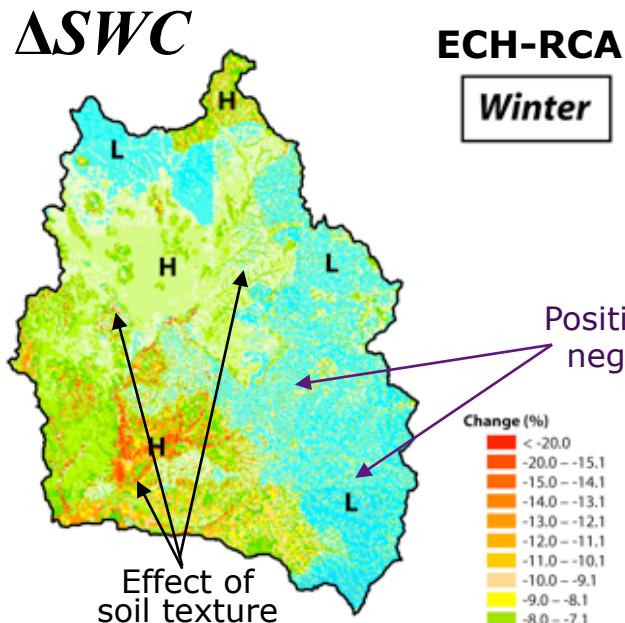 ΔSWC
ECH-RCA
Winter
H
L
H
L
H
L
Positi
neg
Effect of
soil texture
Change (%)
< -20.0
-20.0 – -15.1
-15.0 – -14.1
-14.0 – -13.1
-13.0 – -12.1
-12.0 – -11.1
-11.0 – -10.1
-10.0 – -9.1
-9.0 – -8.1
-8.0 – -7.1